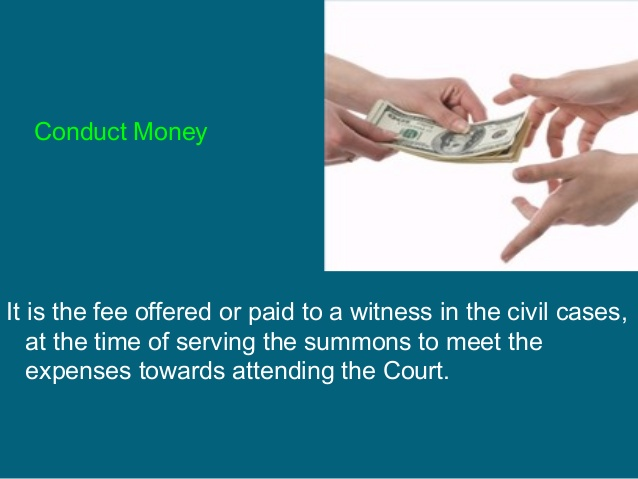 Conduct Money
It is the fee offered or paid to a witness in the civil cases,
at the time of serving the summons to meet the
expenses towards attending the Court.